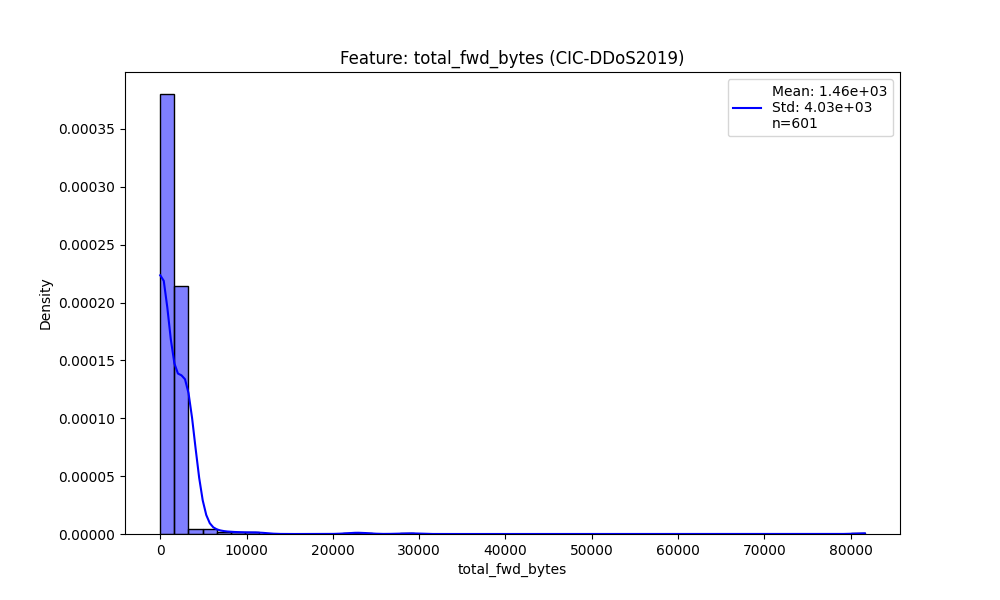 Feature: total_fwd_bytes (CIC-DDoS2019)
Mean: 1.46e+03
Std: 4.03e+03
n=601
Density
0.00035
0.00030
0.00025
0.00020
0.00015
0.00010
0.00005
0.00000
0 10000 20000 30000 40000 50000 60000 70000 80000
total_fwd_bytes